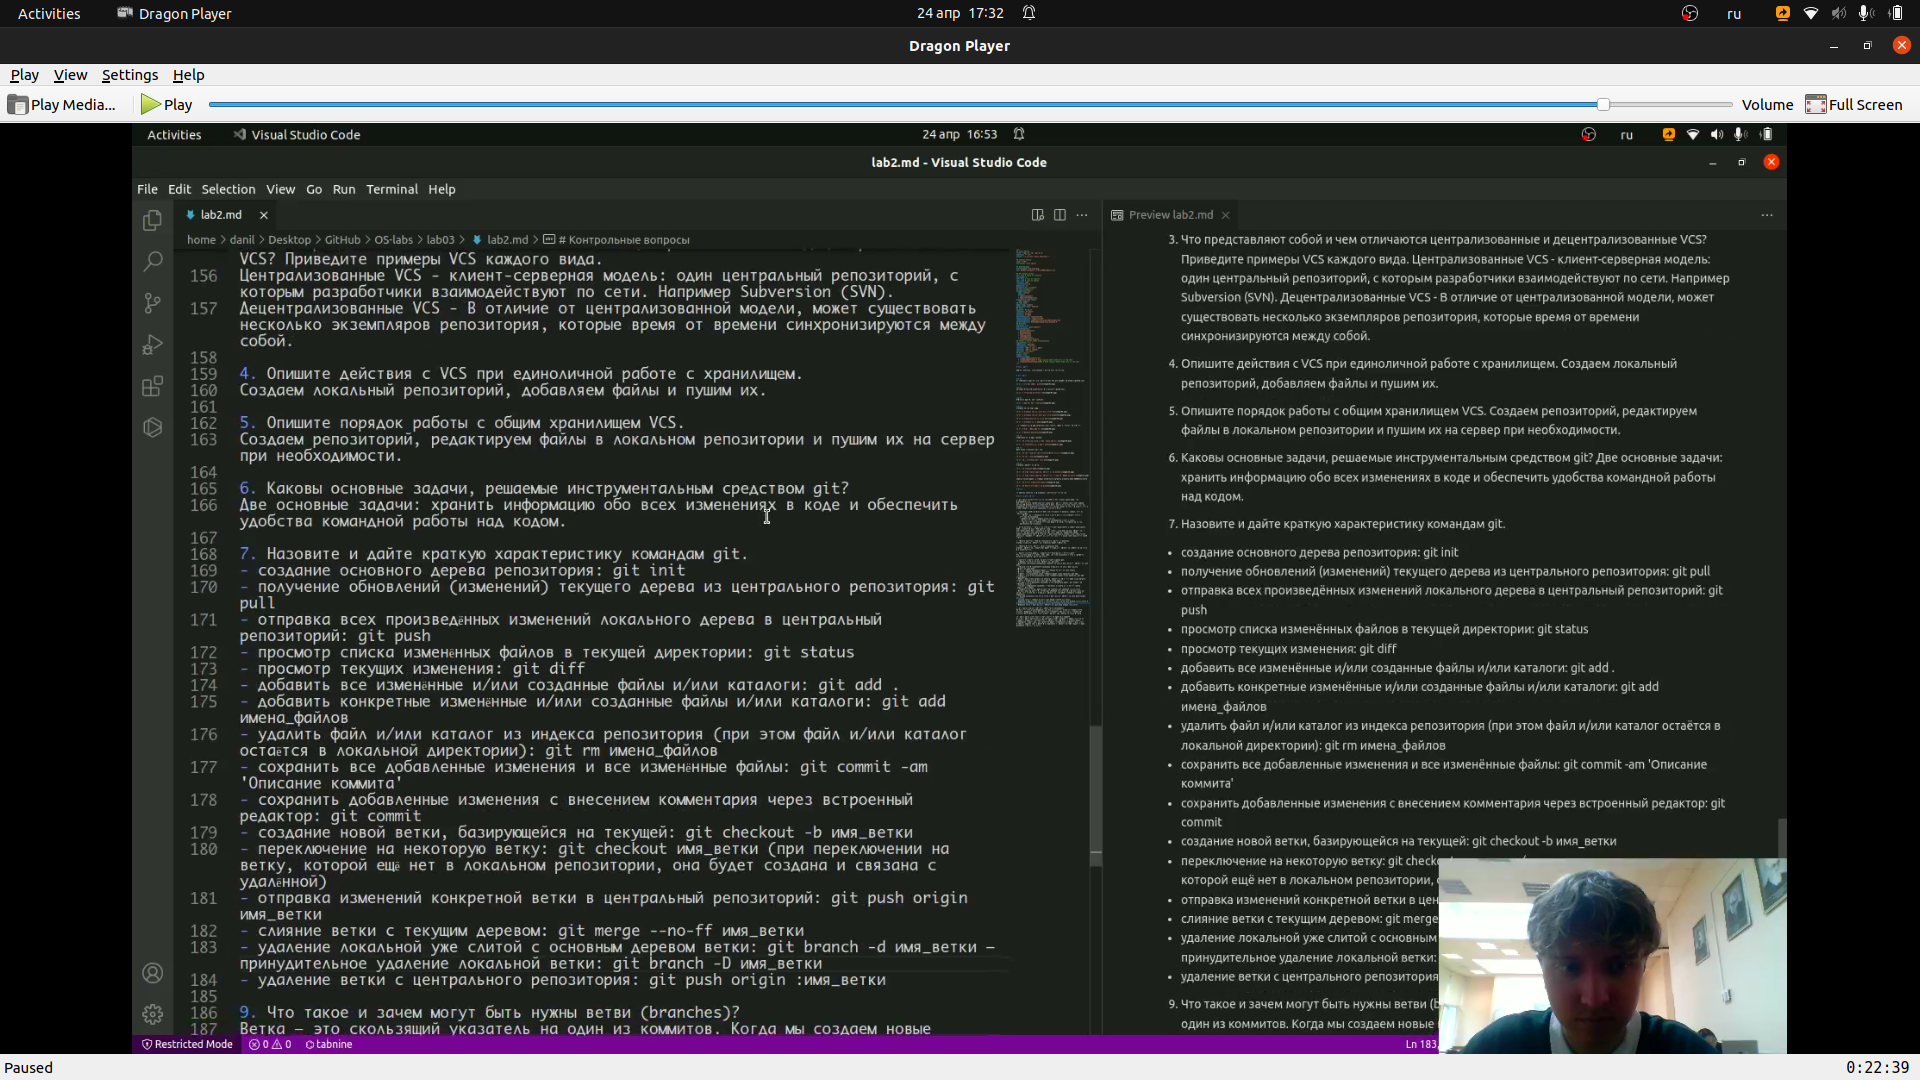 Activities
Dragon Player
24 апр 17:32
ru
Dragon Player
Play
View
Settings
Help
Play Media...
Play
Volume
Full Screen
Activities
Visual Studio Code
24 апр 16:53
ru
lab2.md - Visual Studio Code
File
Edit
Selection
View
Go
Run
Terminal
Help
lab2.md
home > danil > Desktop > GitHub > OS-labs > lab03 > lab2.md > # Контрольные вопросы
VCS? Приведите примеры VCS каждого вида.
156 Централизованные VCS - клиент-серверная модель: один центральный репозиторий, с
которым разработчики взаимодействуют по сети. Например Subversion (SVN).
157 Децентрализованные VCS - В отличие от централизованной модели, может существовать
несколько экземпляров репозитория, которые время от времени синхронизируются между
собой.
158
159 4. Опишите действия с VCS при единоличной работе с хранилищем.
160 Создаем локальный репозиторий, добавляем файлы и пушим их.
161
162 5. Опишите порядок работы с общим хранилищем VCS.
163 Создаем репозиторий, редактируем файлы в локальном репозитории и пушим их на сервер
при необходимости.
164
165 6. Каковы основные задачи, решаемые инструментальным средством git?
166 Две основные задачи: хранить информацию обо всех изменениях в коде и обеспечить
удобства командной работы над кодом.
167
168 7. Назовите и дайте краткую характеристику командам git.
169 - создание основного дерева репозитория: git init
170 - получение обновлений (изменений) текущего дерева из центрального репозитория: git
pull
171 - отправка всех произведённых изменений локального дерева в центральный
репозиторий: git push
172 - просмотр списка изменённых файлов в текущей директории: git status
173 - просмотр текущих изменения: git diff
174 - добавить все изменённые и/или созданные файлы и/или каталоги: git add .
175 - добавить конкретные изменённые и/или созданные файлы и/или каталоги: git add
имена_файлов
176 - удалить файл и/или каталог из индекса репозитория (при этом файл и/или каталог
остаётся в локальной директории): git rm имена_файлов
177 - сохранить все добавленные изменения и все изменённые файлы: git commit -am
'Описание коммита'
178 - сохранить добавленные изменения с внесением комментария через встроенный
редактор: git commit
179 - создание новой ветки, базирующейся на текущей: git checkout -b имя_ветки
180 - переключение на некоторую ветку: git checkout имя_ветки (при переключении на
ветку, которой ещё нет в локальном репозитории, она будет создана и связана с
удалённой)
181 - отправка изменений конкретной ветки в центральный репозиторий: git push origin
имя_ветки
182 - слияние ветки с текущим деревом: git merge --no-ff имя_ветки
183 - удаление локальной уже слитой с основным деревом ветки: git branch -d имя_ветки –
принудительное удаление локальной ветки: git branch -D имя_ветки
184 - удаление ветки с центрального репозитория: git push origin :имя_ветки
185
186 9. Что такое и зачем могут быть нужны ветви (branches)?
187 Ветка – это скользящий указатель на один из коммитов. Когда мы создаем новые
Preview lab2.md
3. Что представляют собой и чем отличаются централизованные и децентрализованные VCS?
Приведите примеры VCS каждого вида. Централизованные VCS - клиент-серверная модель:
один центральный репозиторий, с которым разработчики взаимодействуют по сети. Например
Subversion (SVN). Децентрализованные VCS - В отличие от централизованной модели, может
существовать несколько экземпляров репозитория, которые время от времени
синхронизируются между собой.
4. Опишите действия с VCS при единоличной работе с хранилищем. Создаем локальный
репозиторий, добавляем файлы и пушим их.
5. Опишите порядок работы с общим хранилищем VCS. Создаем репозиторий, редактируем
файлы в локальном репозитории и пушим их на сервер при необходимости.
6. Каковы основные задачи, решаемые инструментальным средством git? Две основные задачи:
хранить информацию обо всех изменениях в коде и обеспечить удобства командной работы
над кодом.
7. Назовите и дайте краткую характеристику командам git.
• создание основного дерева репозитория: git init
• получение обновлений (изменений) текущего дерева из центрального репозитория: git pull
• отправка всех произведённых изменений локального дерева в центральный репозиторий: git
push
• просмотр списка изменённых файлов в текущей директории: git status
• просмотр текущих изменения: git diff
• добавить все изменённые и/или созданные файлы и/или каталоги: git add .
• добавить конкретные изменённые и/или созданные файлы и/или каталоги: git add
имена_файлов
• удалить файл и/или каталог из индекса репозитория (при этом файл и/или каталог остаётся в
локальной директории): git rm имена_файлов
• сохранить все добавленные изменения и все изменённые файлы: git commit -am 'Описание
коммита'
• сохранить добавленные изменения с внесением комментария через встроенный редактор: git
commit
• создание новой ветки, базирующейся на текущей: git checkout -b имя_ветки
• переключение на некоторую ветку: git
которой ещё нет в локальном репозитории,
• отправка изменений конкретной ветки в
• слияние ветки с текущим деревом: git merge
• удаление локальной уже слитой с основным
принудительное удаление локальной ветки:
• удаление ветки с центрального репозитория
9. Что такое и зачем могут быть нужны ветви
один из коммитов. Когда мы создаем новые
Restricted Mode
0
0
tabnine
Ln 183,
Paused
0:22:39